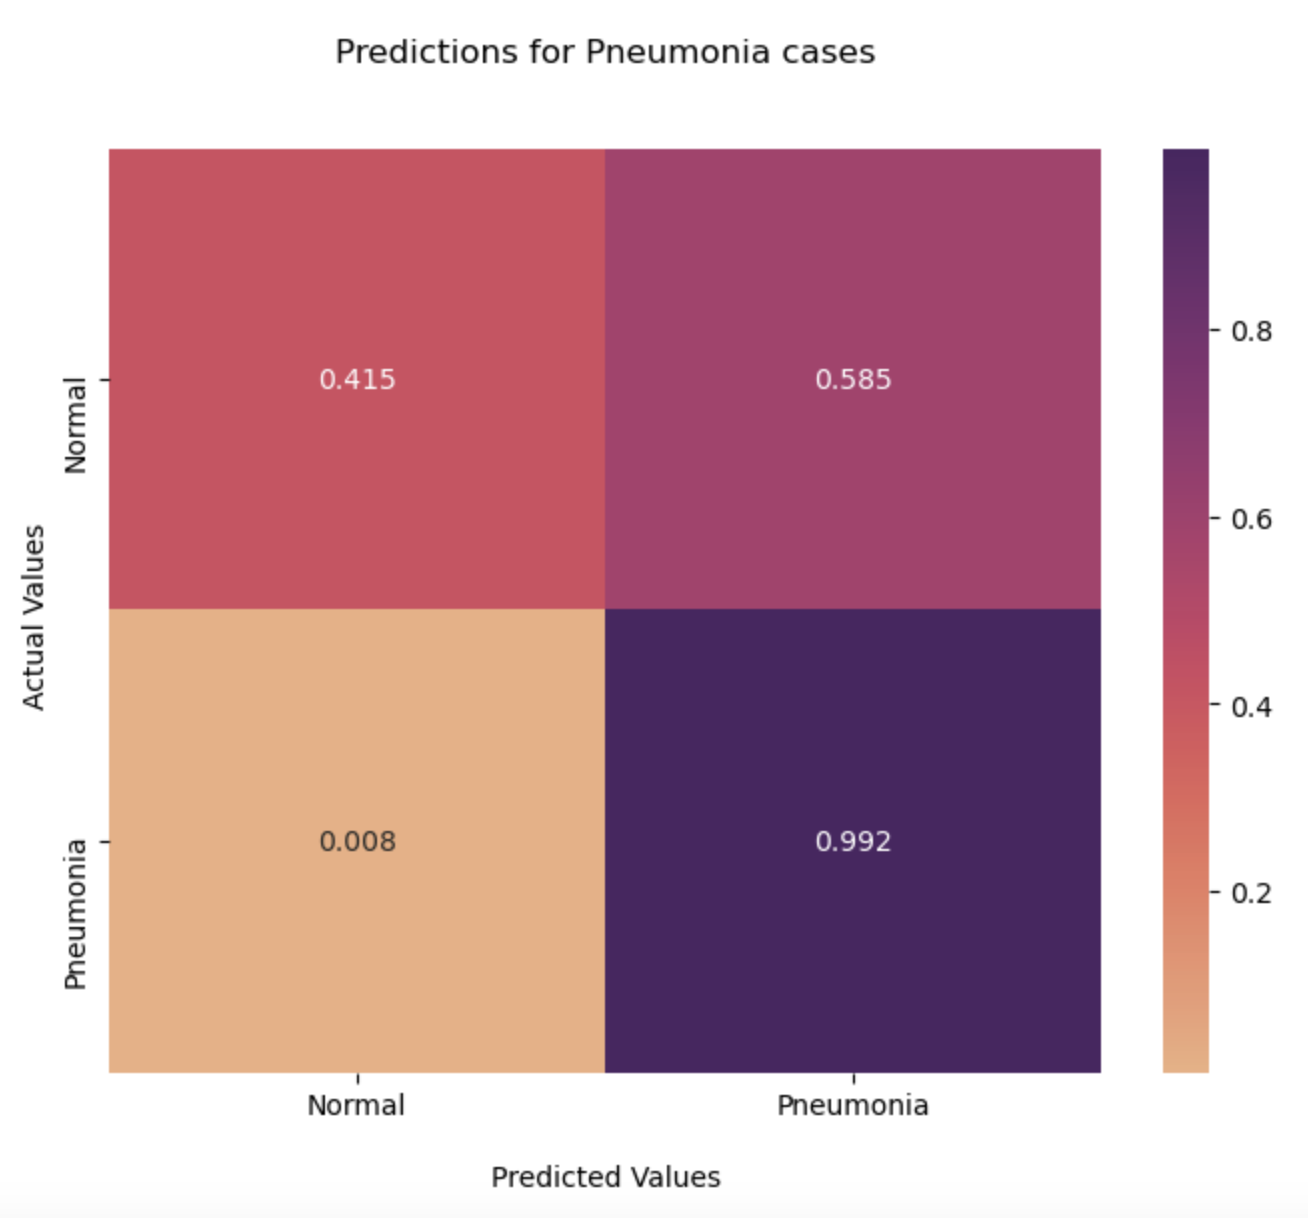 Predictions for Pneumonia cases
0.415
0.585
0.8
Normal
0.6
Actual Values
0.4
0.008
0.992
Pneumonia
0.2
Normal
Pneumonia
Predicted Values